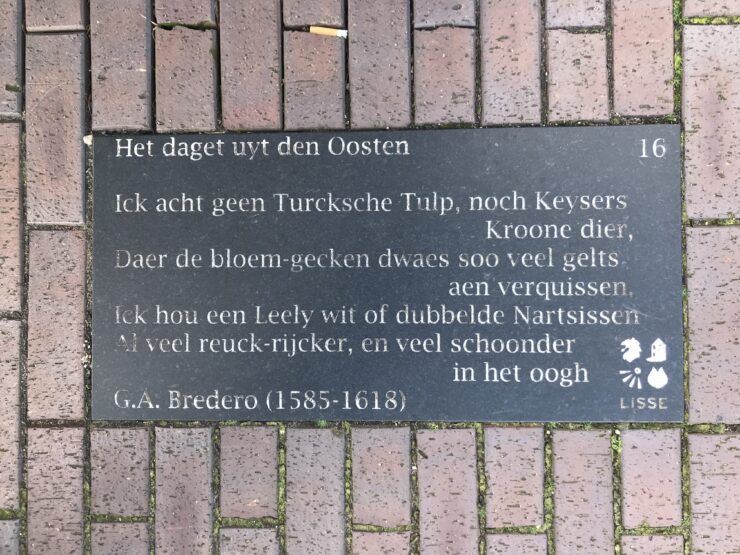 Het daget uyt den Oosten 16
Ick acht geen Turcksche Tulp, noch Keysers
Kroone dier,
Daer de bloem-gecken dwaes soo veel gelts
aen verquissen,
Ick hou een Leely wit of dubbelde Nartsissen
Al veel reuck-rijcker, en veel schoonder
in het oogh
G.A. Bredero (1585-1618)
LISSE